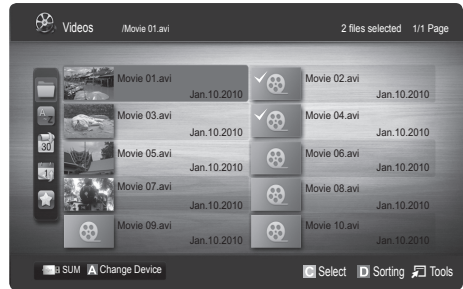 Videos /Movie 01.avi 2 files selected 1/1 Page
Movie 01.avi
Jan.10.2010
Movie 02.avi
Jan.10.2010
Movie 03.avi
Jan.10.2010
Movie 04.avi
Jan.10.2010
Movie 05.avi
Jan.10.2010
Movie 06.avi
Jan.10.2010
Movie 07.avi
Jan.10.2010
Movie 08.avi
Jan.10.2010
Movie 09.avi
Jan.10.2010
Movie 10.avi
Jan.10.2010
30
1
SUM A Change Device C Select D Sorting Tools